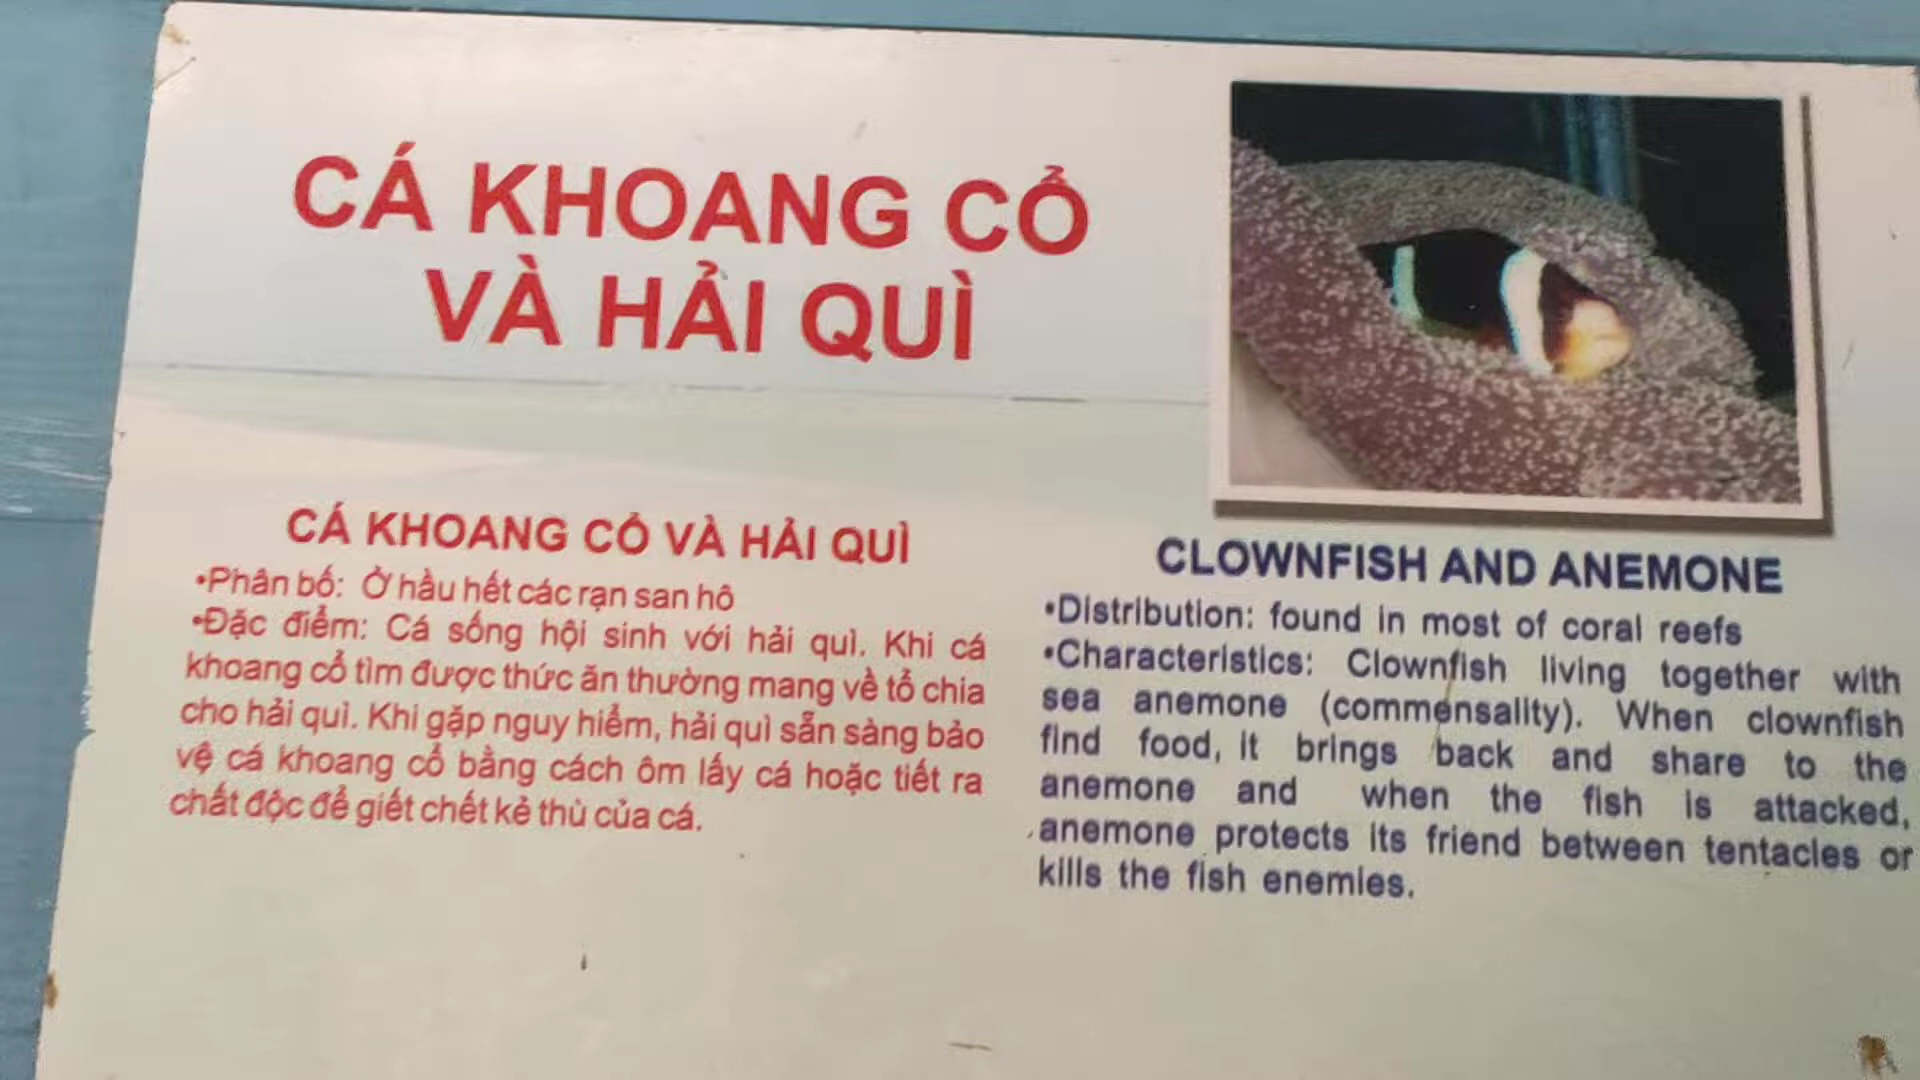 CÁ KHOANG CỔ
VÀ HẢI QUÌ
CÁ KHOANG CỔ VÀ HẢI QUÌ
•Phân bố: Ở hầu hết các rạn san hô
•Đặc điểm: Cá sống hội sinh với hải quì. Khi cá
khoang cổ tìm được thức ăn thường mang về tổ chia
cho hải quì. Khi gặp nguy hiểm, hải quì sẵn sàng bảo
vệ cá khoang cổ bằng cách ôm lấy cá hoặc tiết ra
chất độc để giết chết kẻ thù của cá.
CLOWNFISH AND ANEMONE
•Distribution: found in most of coral reefs
•Characteristics: Clownfish living together with
sea anemone (commensality). When clownfish
find food, it brings back and share to the
anemone and when the fish is attacked,
anemone protects its friend between tentacles or
kills the fish enemies.